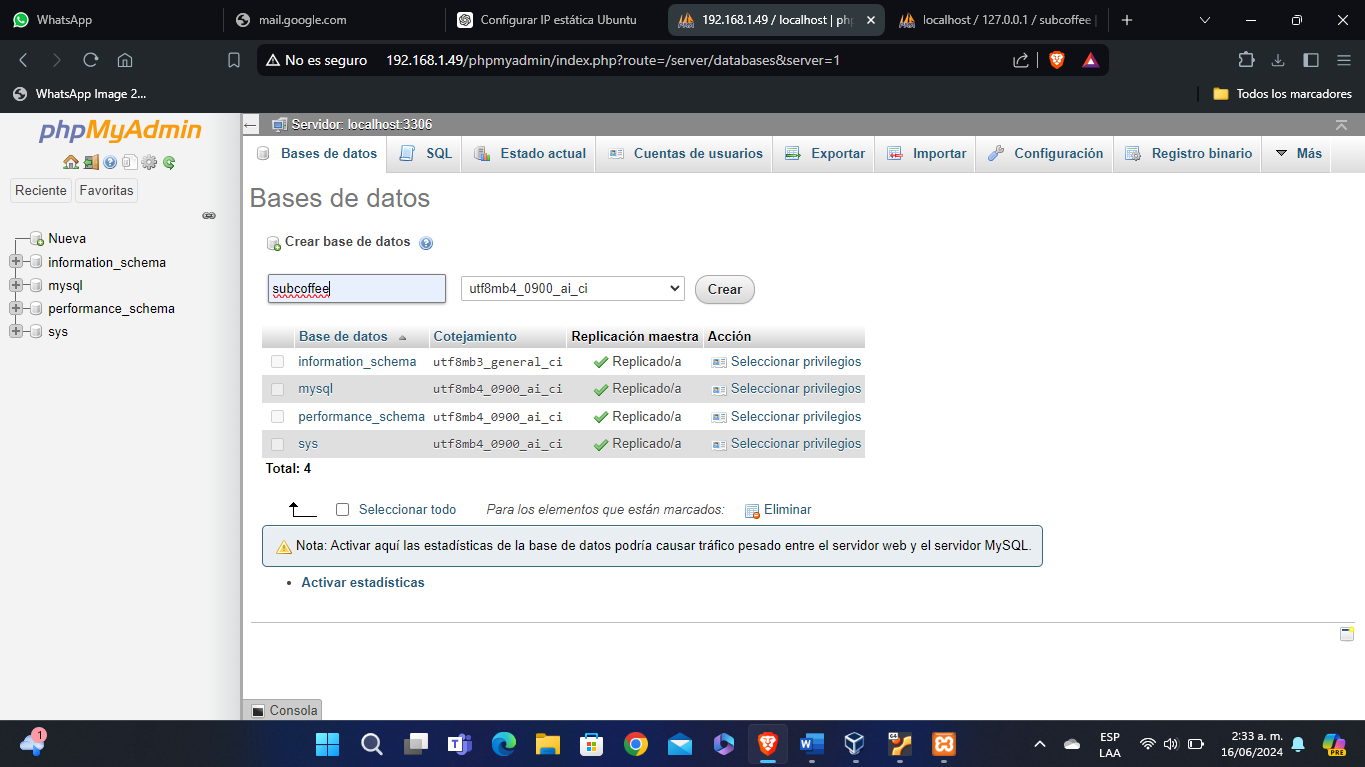 WhatsApp
mail.google.com
Configurar IP estática Ubuntu
192.168.1.49 / localhost | php
localhost / 127.0.0.1 / subcoffee |
No es seguro 192.168.1.49/phpmyadmin/index.php?route=/server/databases&server=1
WhatsApp Image 2...
Todos los marcadores
phpMyAdmin
Reciente Favoritas
Nueva
information_schema
mysql
performance_schema
sys
Servidor: localhost:3306
Bases de datos SQL Estado actual Cuentas de usuarios Exportar Importar Configuración Registro binario Más
Bases de datos
Crear base de datos
subcoffee utf8mb4_0900_ai_ci Crear
Base de datos Cotejamiento Replicación maestra Acción
information_schema utf8mb3_general_ci Replicado/a Seleccionar privilegios
mysql utf8mb4_0900_ai_ci Replicado/a Seleccionar privilegios
performance_schema utf8mb4_0900_ai_ci Replicado/a Seleccionar privilegios
sys utf8mb4_0900_ai_ci Replicado/a Seleccionar privilegios
Total: 4
Seleccionar todo Para los elementos que están marcados: Eliminar
Nota: Activar aquí las estadísticas de la base de datos podría causar tráfico pesado entre el servidor web y el servidor MySQL.
Activar estadísticas
Consola
1
ESP
LAA
2:33 a. m.
16/06/2024
PRE